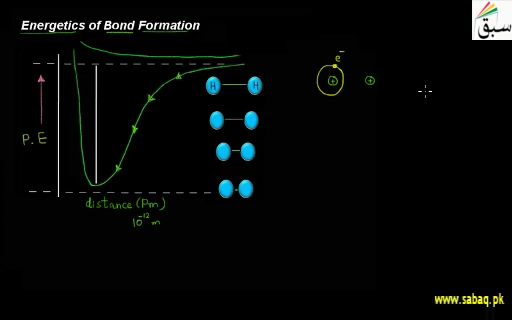 Energetics of Bond Formation
سبق
e⁻
+ +
H H
P.E
distance (Pm)
10⁻¹² m
www.sabaq.pk